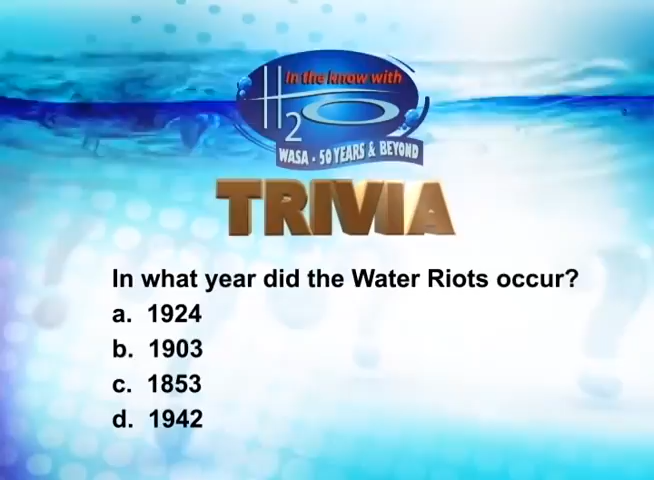 In the know with
H2O
WASA - 50 YEARS & BEYOND
TRIVIA
In what year did the Water Riots occur?
a. 1924
b. 1903
c. 1853
d. 1942